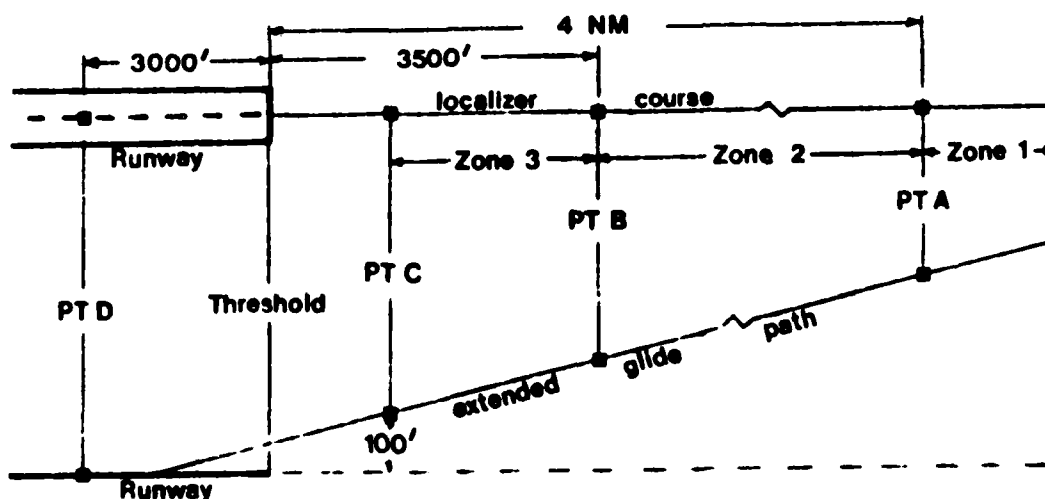 4 NM
3000' 3500'
localizer course
Runway Zone 3 Zone 2 Zone 1
PT B PT A
PT C
PT D Threshold
path
glide
extended
100'
Runway